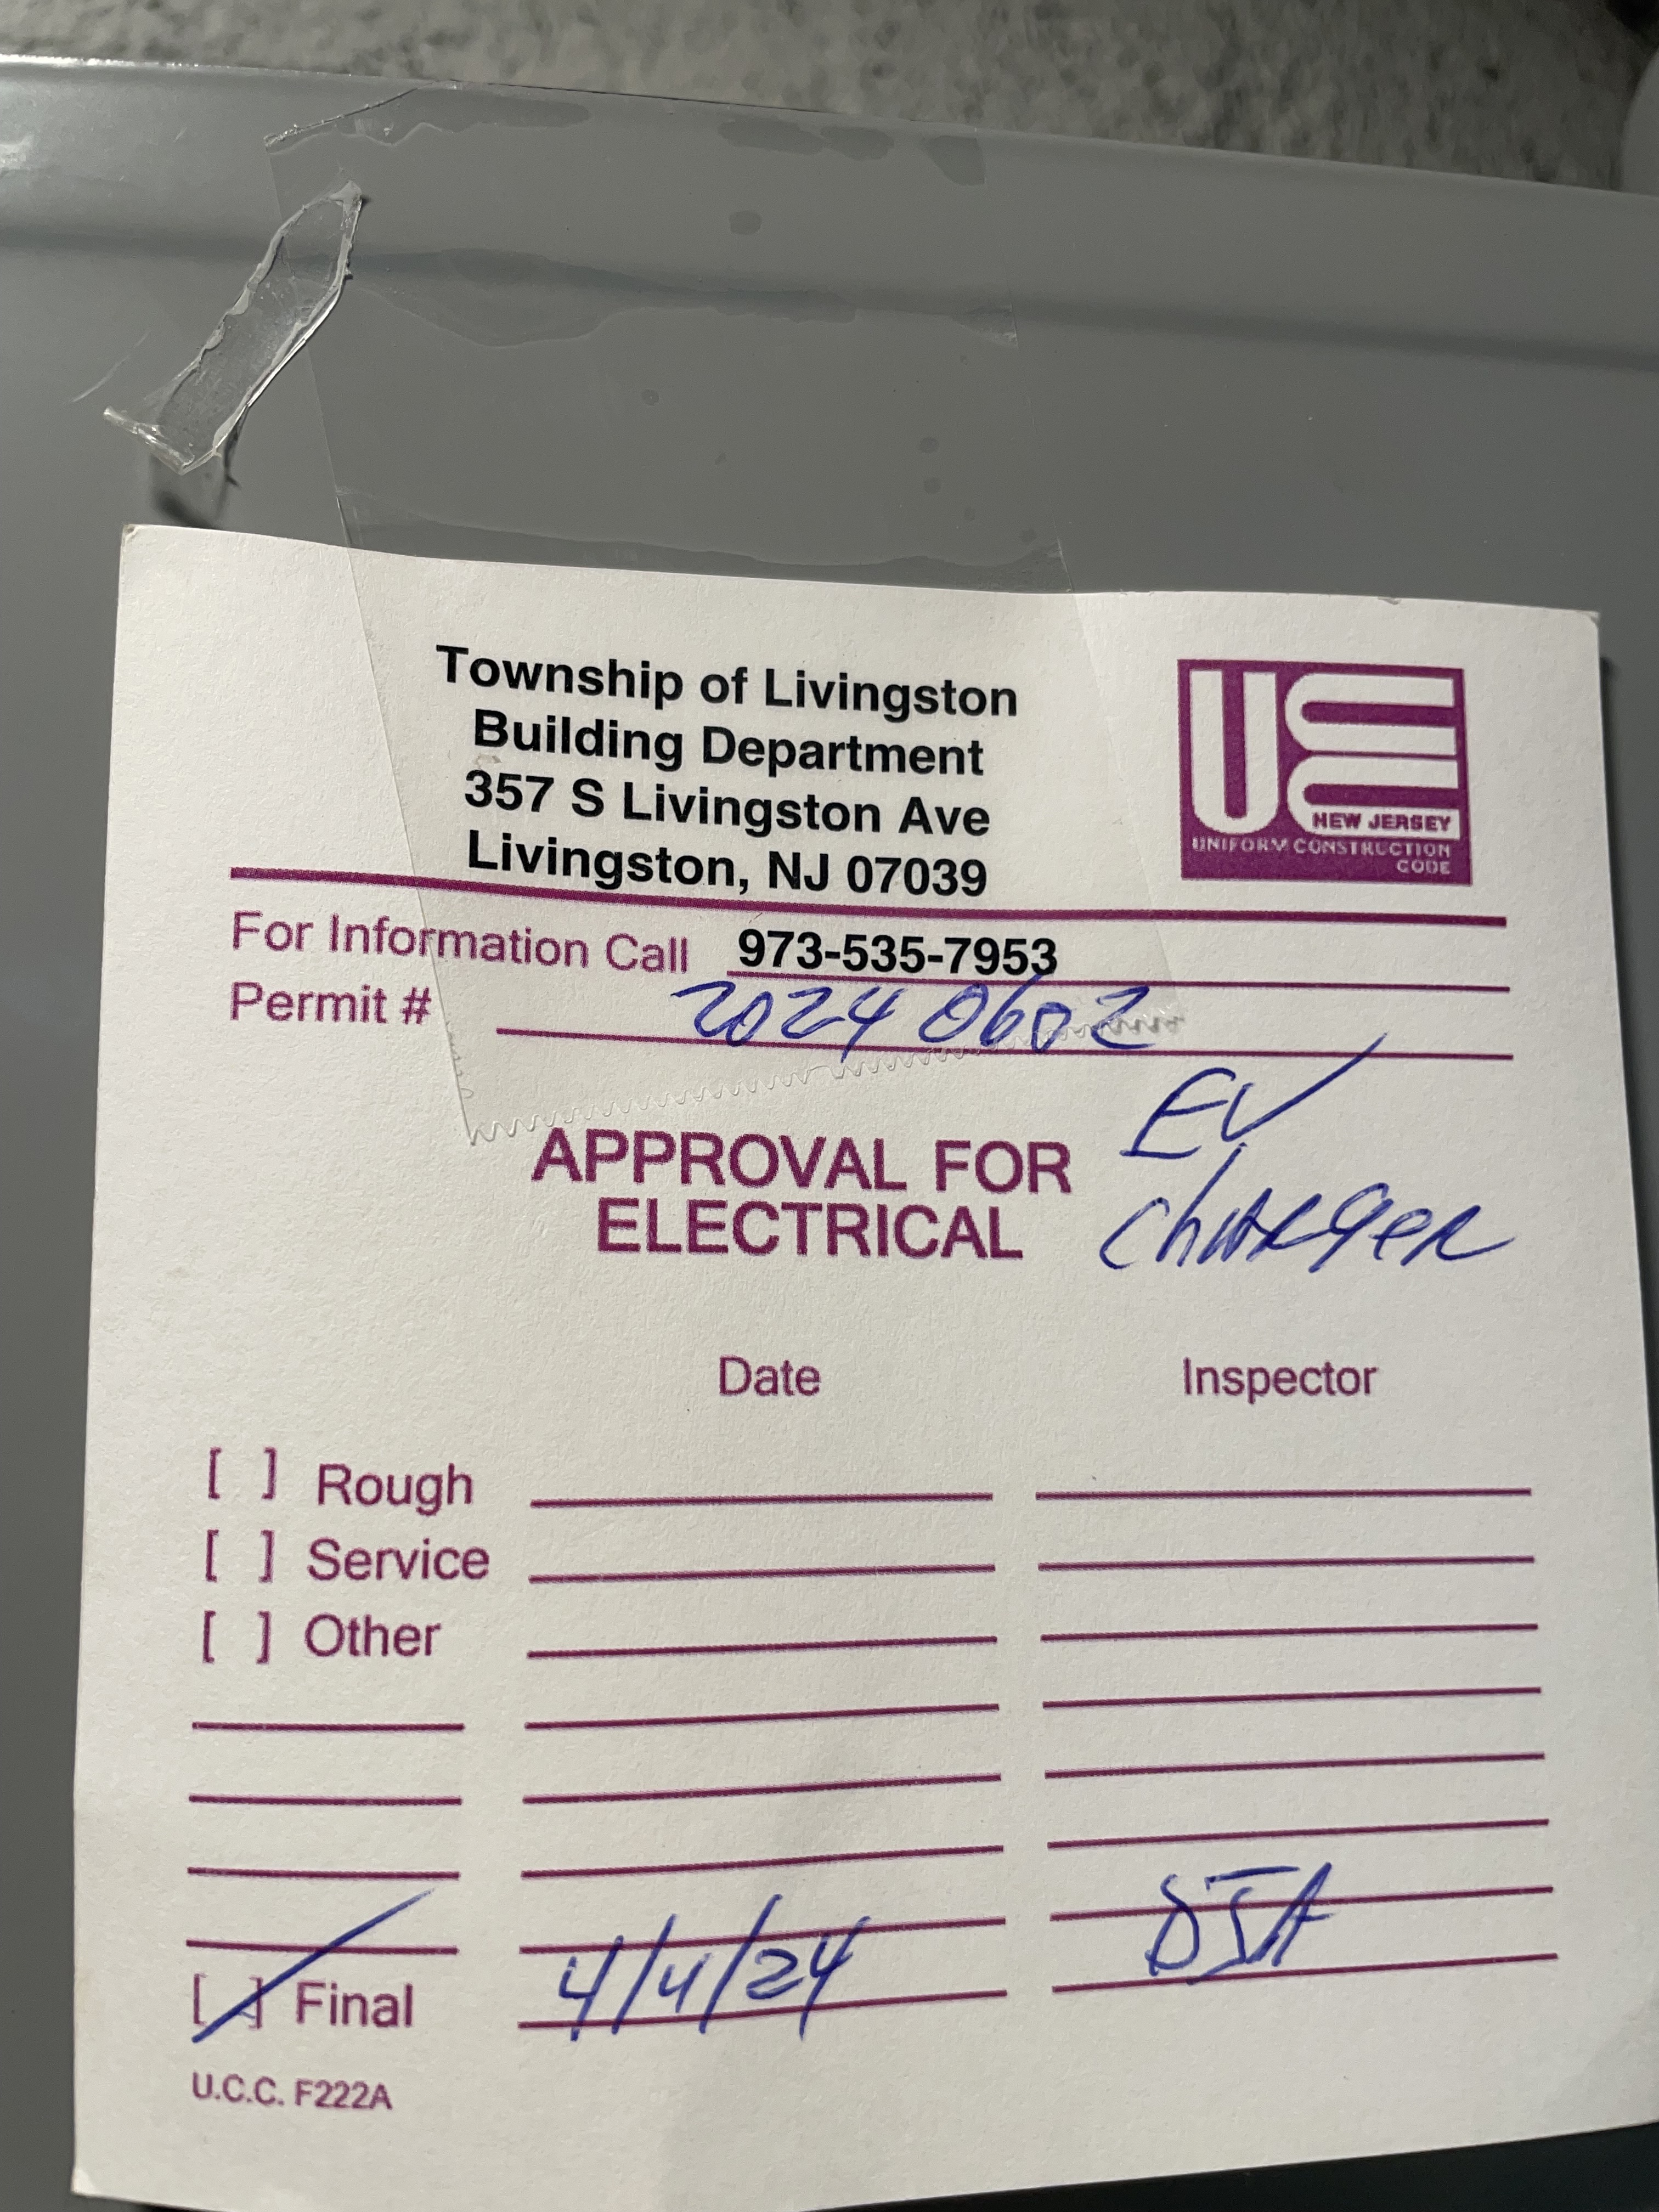 Township of Livingston
Building Department
357 S Livingston Ave
Livingston, NJ 07039
UCC
NEW JERSEY
UNIFORM CONSTRUCTION
CODE
For Information Call 973-535-7953
Permit # 2024 0602
APPROVAL FOR
ELECTRICAL
EV
CHARGER
Date Inspector
[ ] Rough
[ ] Service
[ ] Other
[ ] Final 4/4/24
U.C.C. F222A